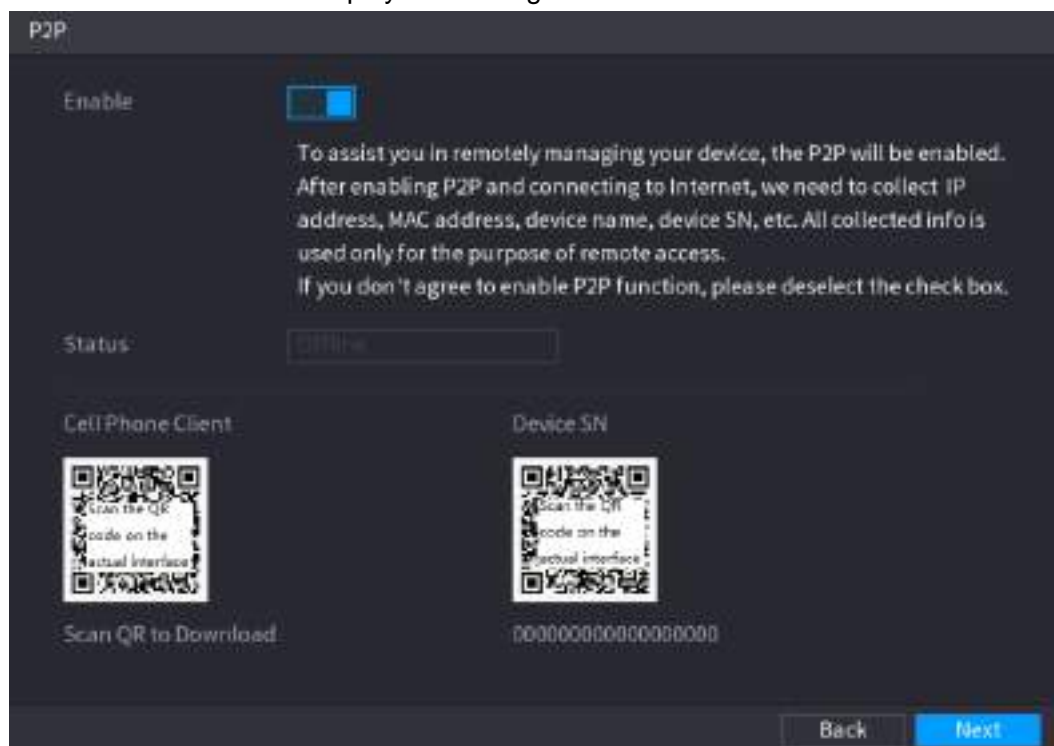 P2P
Enable
To assist you in remotely managing your device, the P2P will be enabled.
After enabling P2P and connecting to Internet, we need to collect IP
address, MAC address, device name, device SN, etc. All collected info is
used only for the purpose of remote access.
If you don't agree to enable P2P function, please deselect the check box.
Status
Offline
Cell Phone Client
Device SN
Scan the QR
code on the
actual interface
Scan the QR
code on the
actual interface
Scan QR to Download
000000000000000000
Back
Next